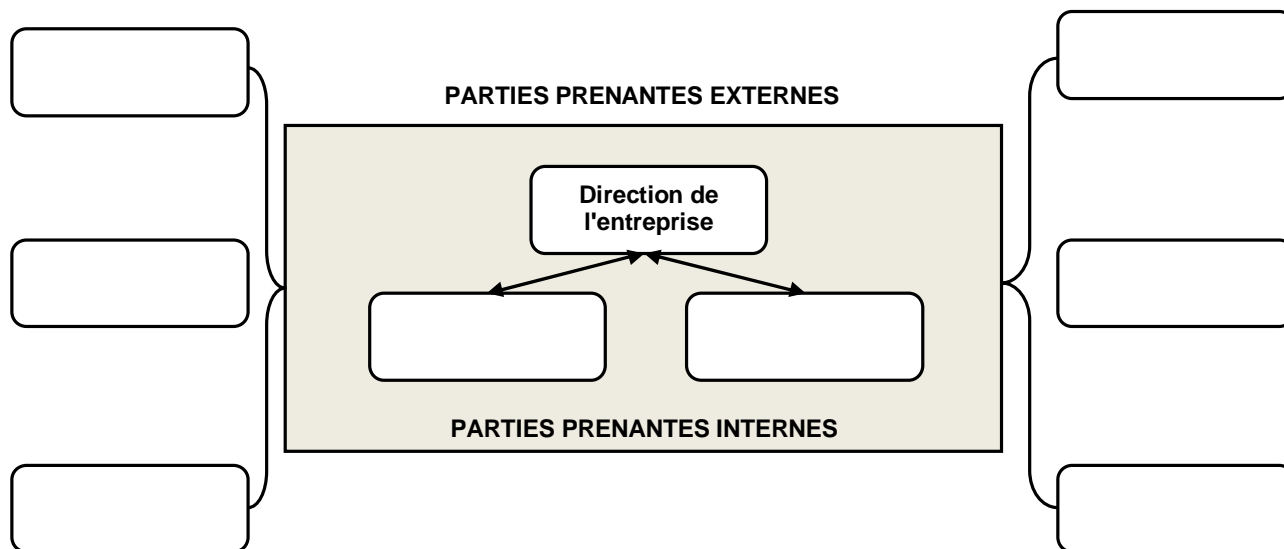 PARTIES PRENANTES EXTERNES
Direction de
l'entreprise
PARTIES PRENANTES INTERNES